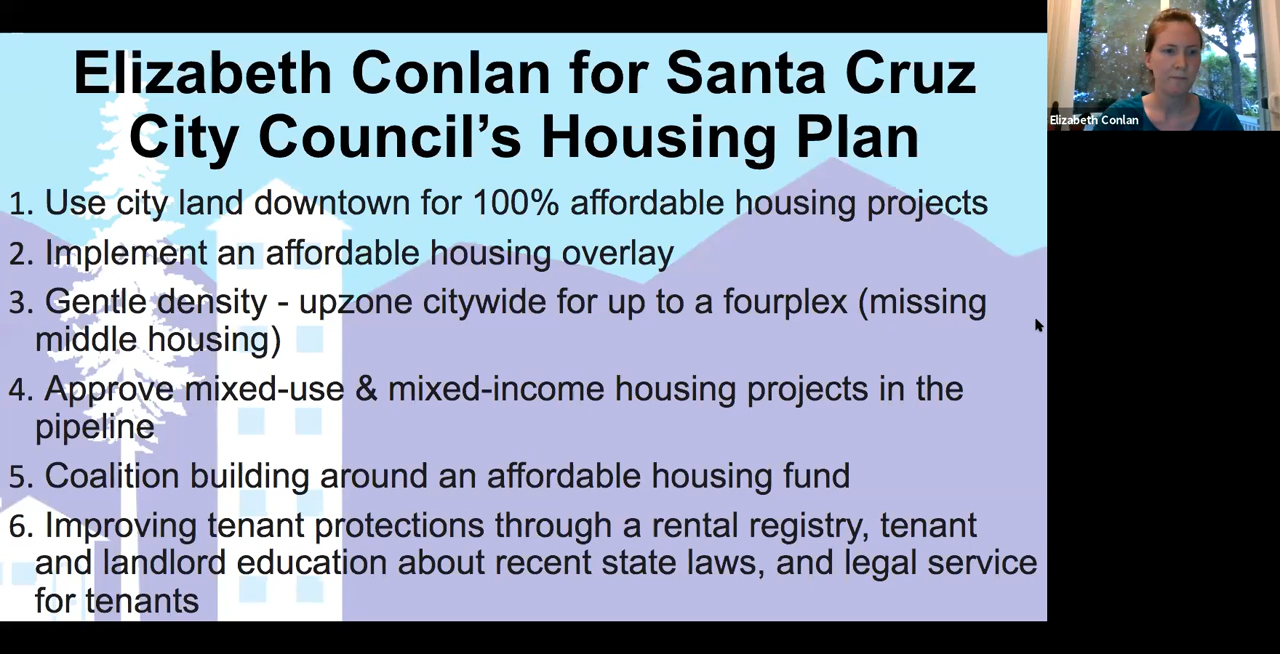 Elizabeth Conlan for Santa Cruz
City Council's Housing Plan
1. Use city land downtown for 100% affordable housing projects
2. Implement an affordable housing overlay
3. Gentle density - upzone citywide for up to a fourplex (missing
middle housing)
4. Approve mixed-use & mixed-income housing projects in the
pipeline
5. Coalition building around an affordable housing fund
6. Improving tenant protections through a rental registry, tenant
and landlord education about recent state laws, and legal service
for tenants
Elizabeth Conlan